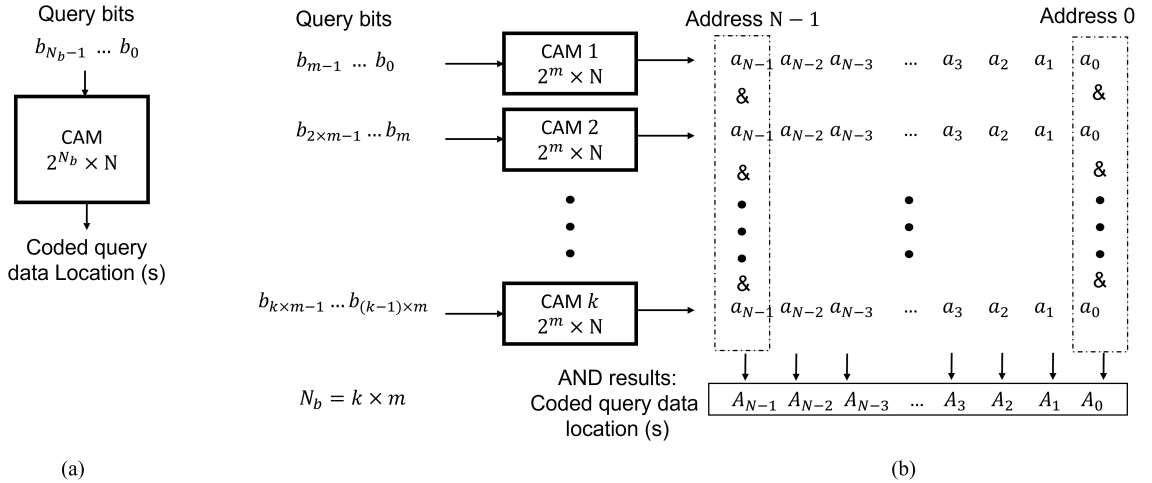 Query bits
b_{N_b−1} … b_0
CAM
2^{N_b} × N
Coded query
data Location (s)
(a)
Query bits
Address N − 1
Address 0
b_{m−1} … b_0
CAM 1
2^m × N
a_{N−1} a_{N−2} a_{N−3} … a_3 a_2 a_1 a_0
& &
b_{2×m−1} … b_m
CAM 2
2^m × N
a_{N−1} a_{N−2} a_{N−3} … a_3 a_2 a_1 a_0
& &
& &
b_{k×m−1} … b_{(k−1)×m}
CAM k
2^m × N
a_{N−1} a_{N−2} a_{N−3} … a_3 a_2 a_1 a_0
N_b = k × m
AND results:
Coded query data
location (s)
A_{N−1} A_{N−2} A_{N−3} … A_3 A_2 A_1 A_0
(b)